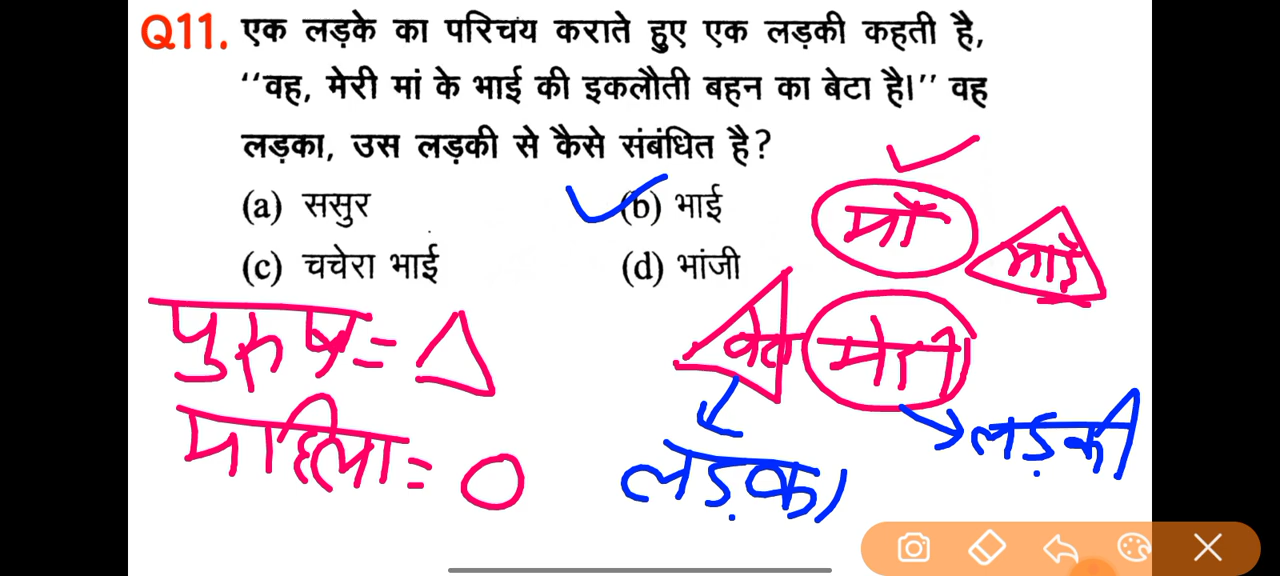 Q11. एक लड़के का परिचय कराते हुए एक लड़की कहती है,
‘‘वह, मेरी मां के भाई की इकलौती बहन का बेटा है।’’ वह
लड़का, उस लड़की से कैसे संबंधित है?
(a) ससुर (b) भाई
(c) चचेरा भाई (d) भांजी
माँ
भाई
पुरुष = Δ
मेरी
महिला = O
लड़का
लड़की